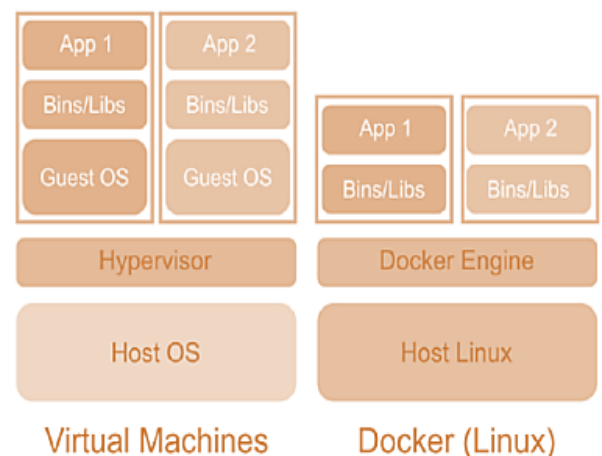 App 1
App 2
Bins/Libs
Bins/Libs
Guest OS
Guest OS
Hypervisor
Host OS
Virtual Machines
App 1
App 2
Bins/Libs
Bins/Libs
Docker Engine
Host Linux
Docker (Linux)